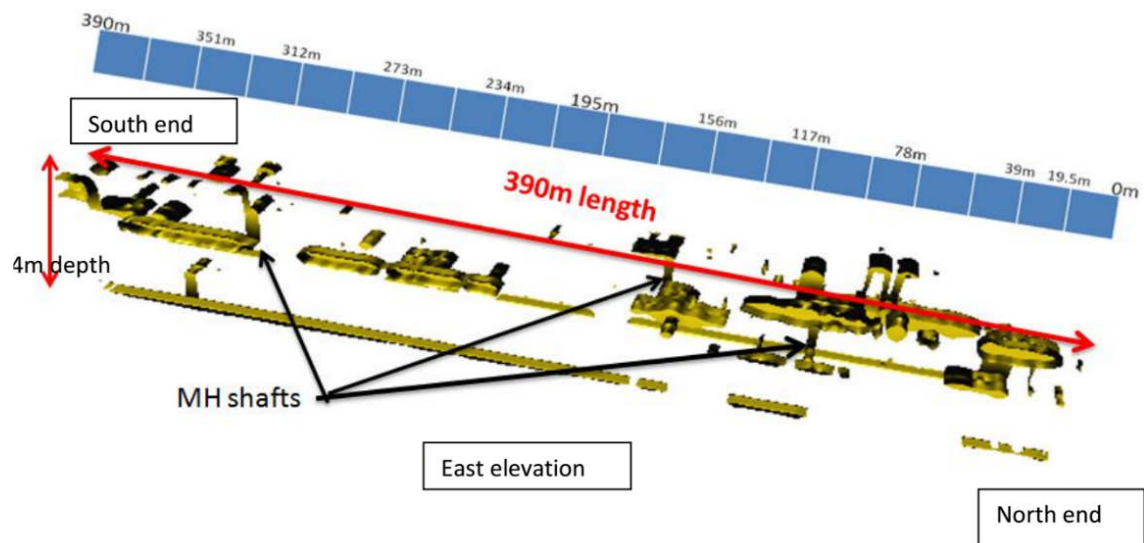 390m
351m
312m
273m
234m
195m
156m
117m
78m
39m
19.5m
0m
South end
390m length
4m depth
MH shafts
East elevation
North end